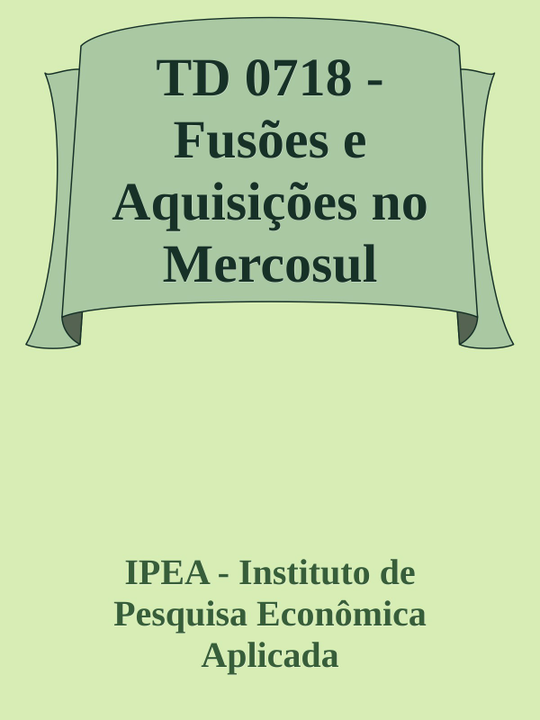 TD 0718 -
Fusões e
Aquisições no
Mercosul
IPEA - Instituto de
Pesquisa Econômica
Aplicada